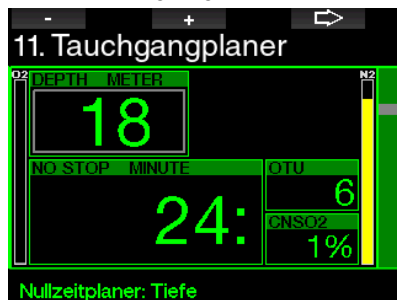 - +
11. Tauchgangplaner
O2 DEPTH METER N2
18
NO STOP MINUTE OTU
6
24:
CNSO2
1%
Nullzeitplaner: Tiefe